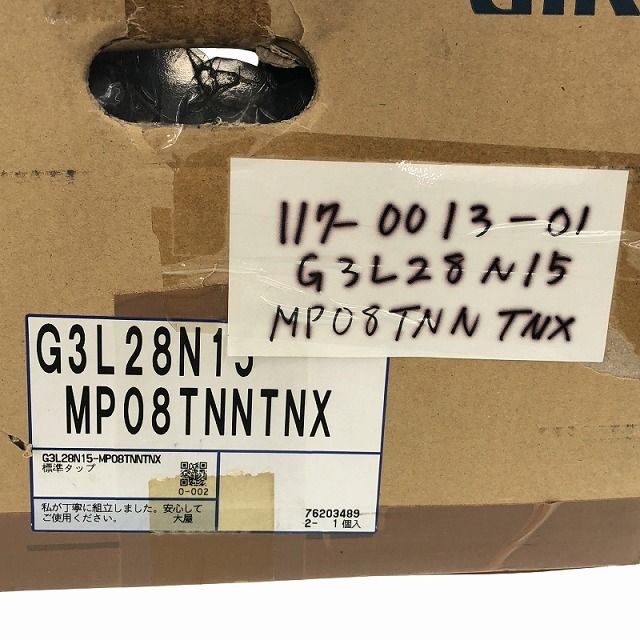 117-0013-01
G3L28N15
MP08TNNTNX
G3L28N15
MP08TNNTNX
G3L28N15-MP08TNNTNX
標準タップ
0-002
私が丁寧に組立しました。安心して
ご使用ください。 大屋
76203489
2- 1個入